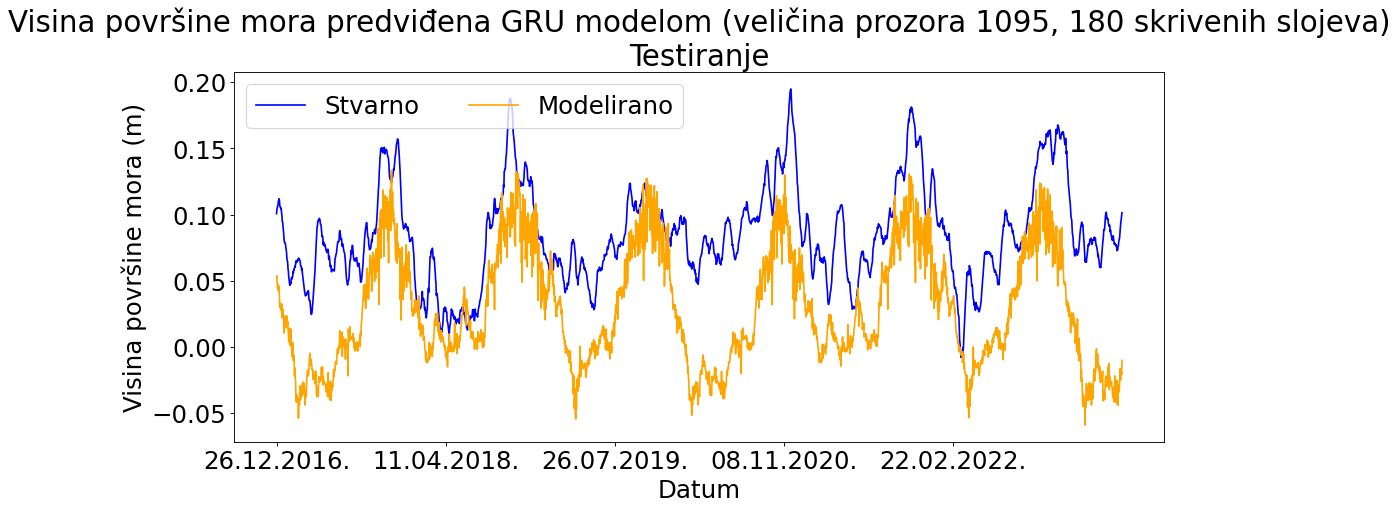 Visina površine mora predviđena GRU modelom (veličina prozora 1095, 180 skrivenih slojeva)
Testiranje
Stvarno Modelirano
Visina površine mora (m)
0.20
0.15
0.10
0.05
0.00
−0.05
26.12.2016. 11.04.2018. 26.07.2019. 08.11.2020. 22.02.2022.
Datum